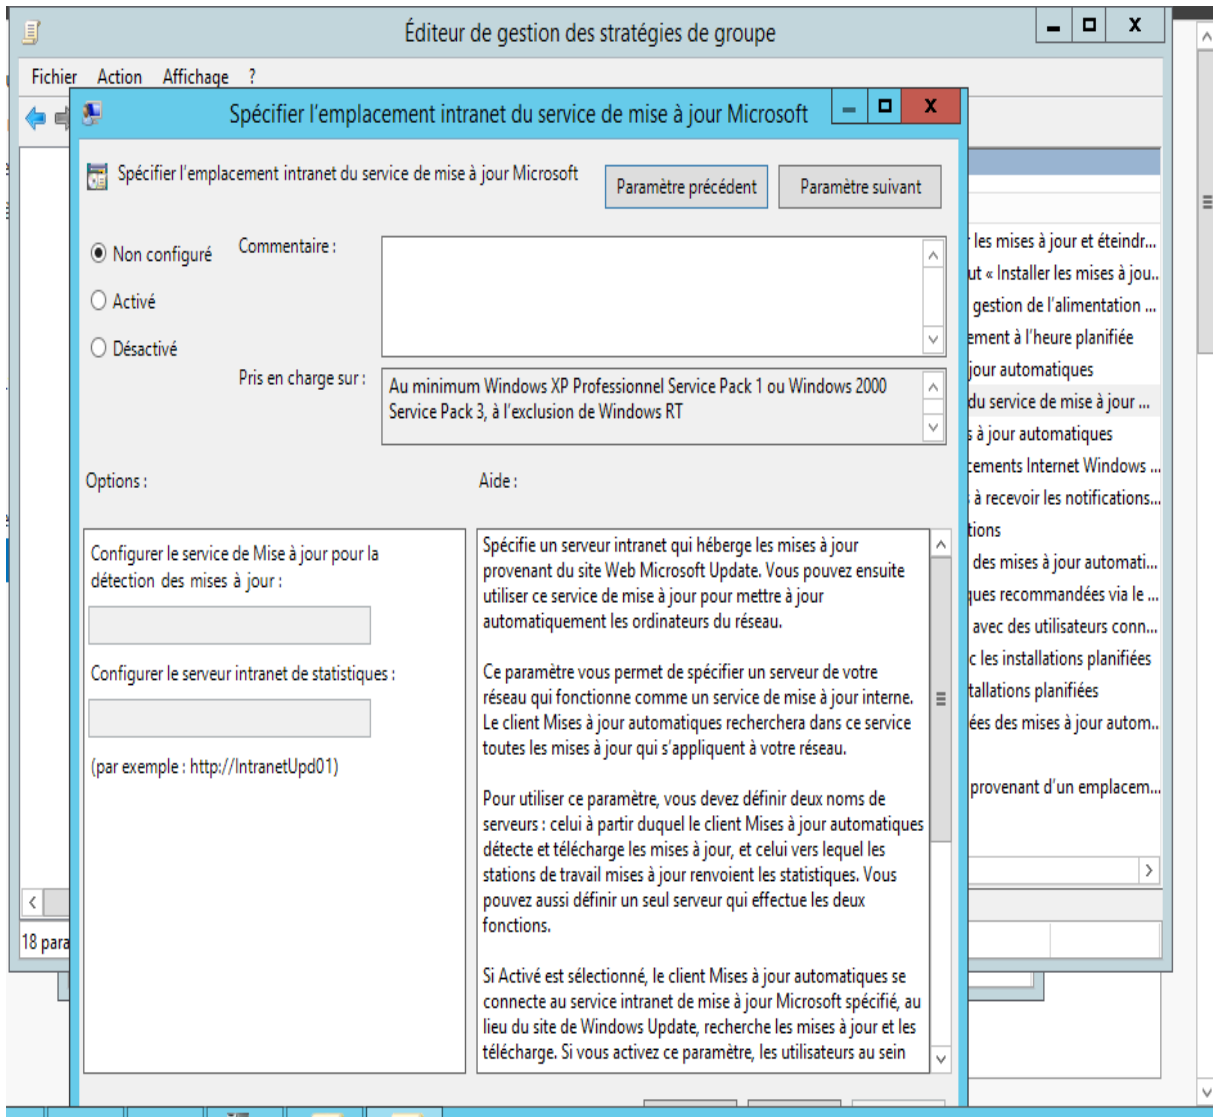 Éditeur de gestion des stratégies de groupe
Fichier Action Affichage ?
Spécifier l'emplacement intranet du service de mise à jour Microsoft
Spécifier l'emplacement intranet du service de mise à jour Microsoft
Paramètre précédent
Paramètre suivant
Non configuré
Commentaire :
Activé
Désactivé
Pris en charge sur :
Au minimum Windows XP Professionnel Service Pack 1 ou Windows 2000
Service Pack 3, à l'exclusion de Windows RT
Options :
Aide :
Configurer le service de Mise à jour pour la
détection des mises à jour :
Configurer le serveur intranet de statistiques :
(par exemple : http://IntranetUpd01)
Spécifie un serveur intranet qui héberge les mises à jour
provenant du site Web Microsoft Update. Vous pouvez ensuite
utiliser ce service de mise à jour pour mettre à jour
automatiquement les ordinateurs du réseau.
Ce paramètre vous permet de spécifier un serveur de votre
réseau qui fonctionne comme un service de mise à jour interne.
Le client Mises à jour automatiques recherchera dans ce service
toutes les mises à jour qui s'appliquent à votre réseau.
Pour utiliser ce paramètre, vous devez définir deux noms de
serveurs : celui à partir duquel le client Mises à jour automatiques
détecte et télécharge les mises à jour, et celui vers lequel les
stations de travail mises à jour renvoient les statistiques. Vous
pouvez aussi définir un seul serveur qui effectue les deux
fonctions.
Si Activé est sélectionné, le client Mises à jour automatiques se
connecte au service intranet de mise à jour Microsoft spécifié, au
lieu du site de Windows Update, recherche les mises à jour et les
télécharge. Si vous activez ce paramètre, les utilisateurs au sein
les mises à jour et éteindr...
ut « Installer les mises à jou..
gestion de l'alimentation ...
ement à l'heure planifiée
jour automatiques
du service de mise à jour ...
s à jour automatiques
cements Internet Windows ...
à recevoir les notifications...
tions
des mises à jour automati...
ques recommandées via le ...
avec des utilisateurs conn...
c les installations planifiées
tallations planifiées
ées des mises à jour autom..
provenant d'un emplacem...
18 para